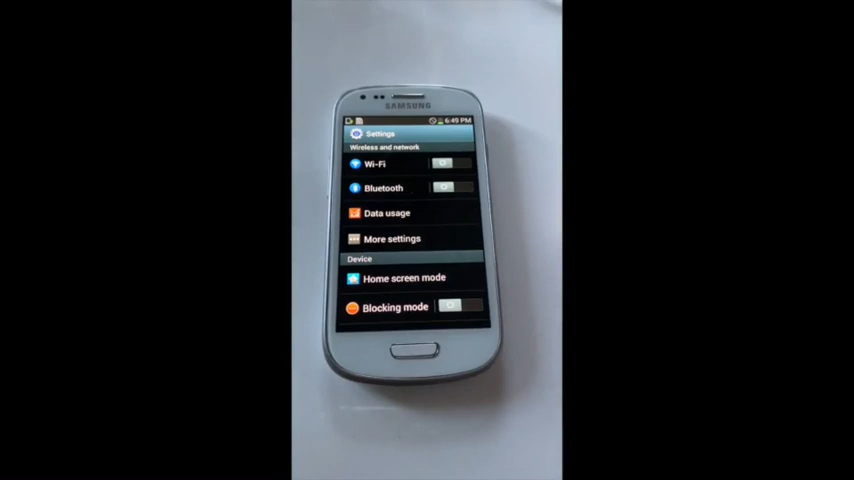 SAMSUNG
6:49 PM
Settings
Wireless and network
Wi-Fi
Bluetooth
Data usage
More settings
Device
Home screen mode
Blocking mode